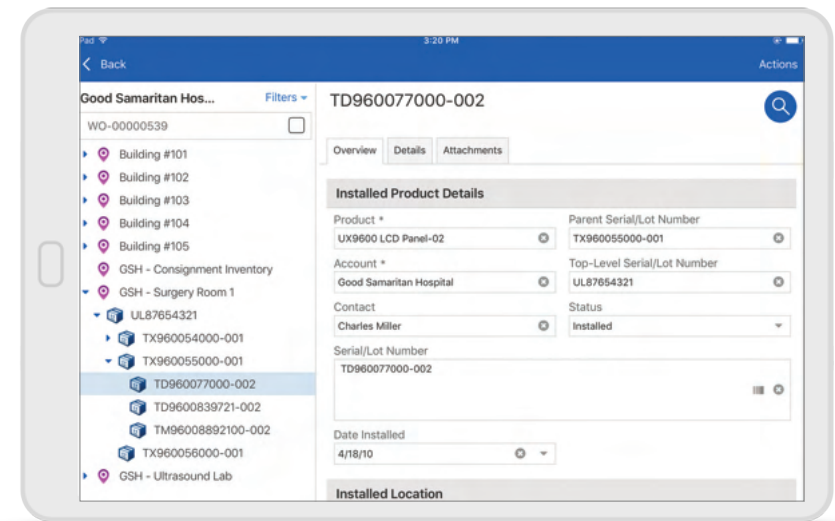 Pad 3:20 PM
Back Actions
Good Samaritan Hos... Filters
WO-00000539
Building #101
Building #102
Building #103
Building #104
Building #105
GSH - Consignment Inventory
GSH - Surgery Room 1
UL87654321
TX960054000-001
TX960055000-001
TD960077000-002
TD9600839721-002
TM96008892100-002
TX960056000-001
GSH - Ultrasound Lab
TD960077000-002
Overview Details Attachments
Installed Product Details
Product * Parent Serial/Lot Number
UX9600 LCD Panel-02 TX960055000-001
Account * Top-Level Serial/Lot Number
Good Samaritan Hospital UL87654321
Contact Status
Charles Miller Installed
Serial/Lot Number
TD960077000-002
Date Installed
4/18/10
Installed Location